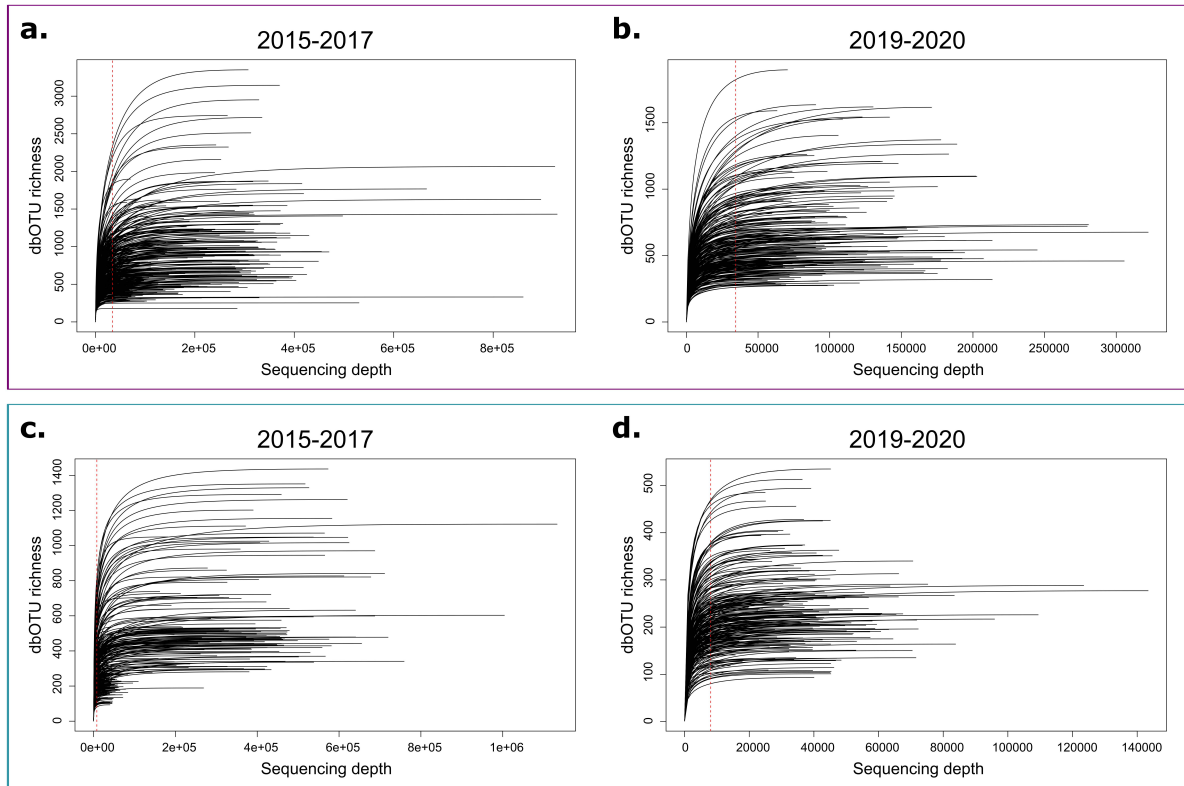 a.
2015-2017
dbOTU richness
0 500 1000 1500 2000 2500 3000
0e+00 2e+05 4e+05 6e+05 8e+05
Sequencing depth
b.
2019-2020
dbOTU richness
0 500 1000 1500
0 50000 100000 150000 200000 250000 300000
Sequencing depth
c.
2015-2017
dbOTU richness
0 200 400 600 800 1000 1200 1400
0e+00 2e+05 4e+05 6e+05 8e+05 1e+06
Sequencing depth
d.
2019-2020
dbOTU richness
0 100 200 300 400 500
0 20000 40000 60000 80000 100000 120000 140000
Sequencing depth